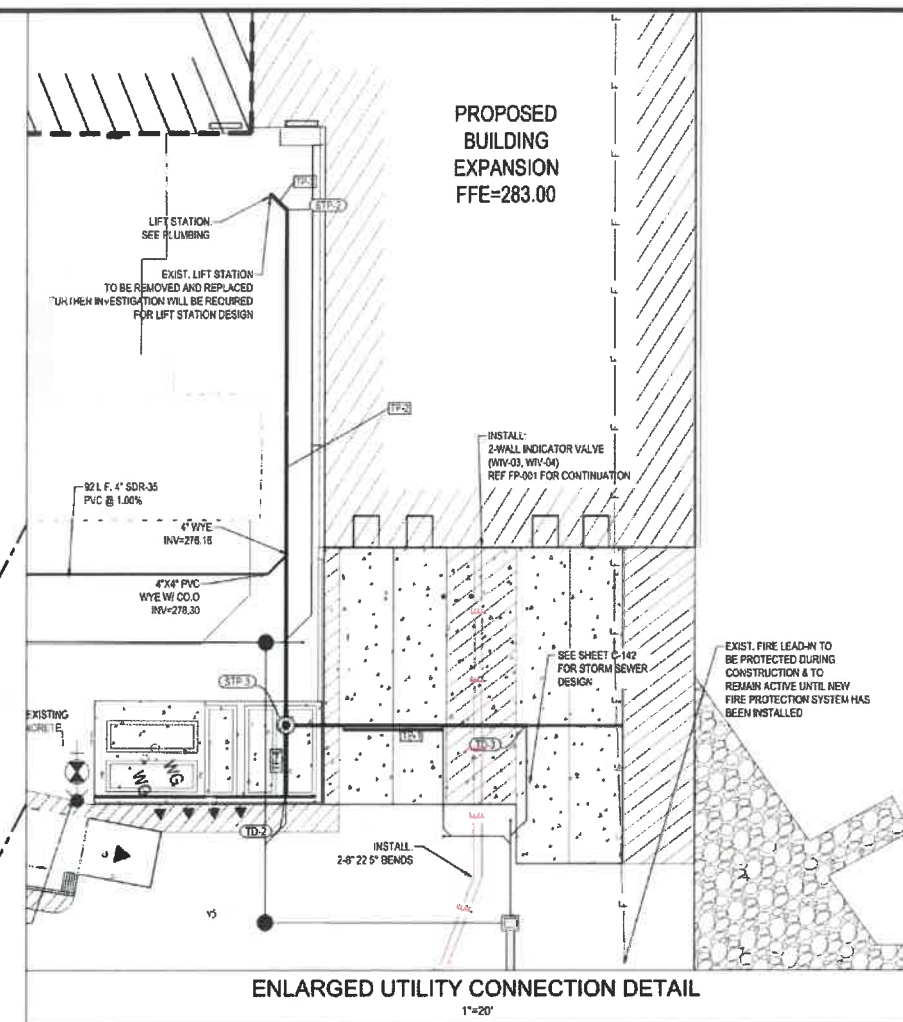 PROPOSED
BUILDING
EXPANSION
FFE=283.00
STP-2
LIFT STATION.
SEE PLUMBING
EXIST. LIFT STATION
TO BE REMOVED AND REPLACED
FURTHER INVESTIGATION WILL BE REQUIRED
FOR LIFT STATION DESIGN
TP-2
INSTALL:
2-WALL INDICATOR VALVE
(WIV-03, WIV-04)
REF FP-001 FOR CONTINUATION
92 L.F. 4" SDR-35
PVC @ 1.00%
4" WYE
INV=276.16
4"X4" PVC
WYE W/ CO.O
INV=278.30
SEE SHEET C-142
FOR STORM SEWER
DESIGN
EXIST. FIRE LEAD-IN TO
BE PROTECTED DURING
CONSTRUCTION & TO
REMAIN ACTIVE UNTIL NEW
FIRE PROTECTION SYSTEM HAS
BEEN INSTALLED
STP-3
EXISTING
TD-3
WG
WG
TD-2
INSTALL.
2-8" 22.5° BENDS
F
F
F
F
F
F
F
F
ENLARGED UTILITY CONNECTION DETAIL
1"=20'